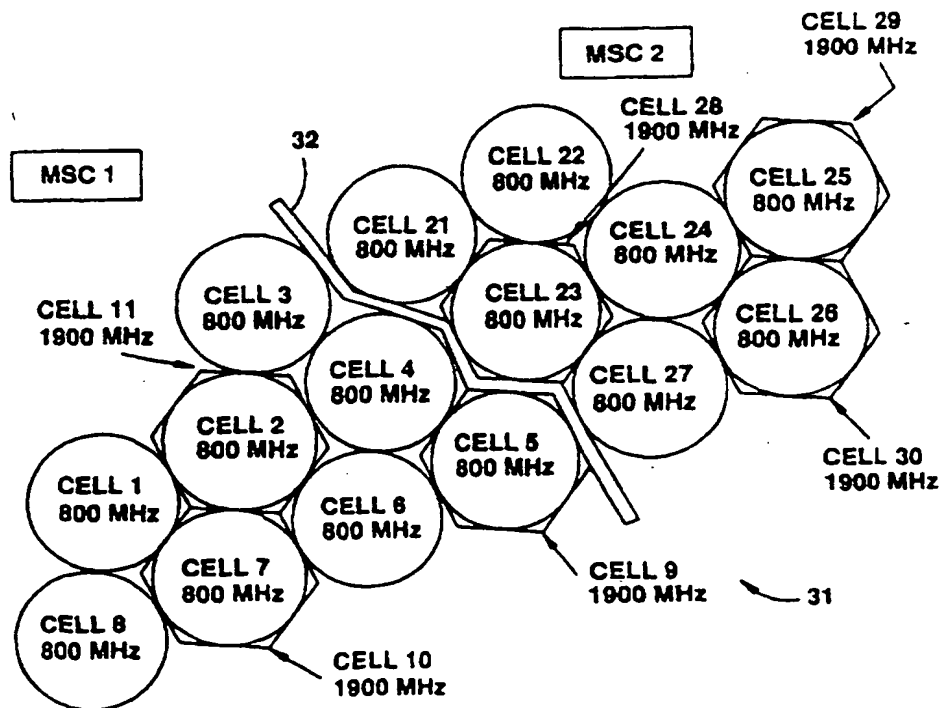 CELL 29
1900 MHz
MSC 2
CELL 28
1900 MHz
32
MSC 1
CELL 22
800 MHz
CELL 25
800 MHz
CELL 21
800 MHz
CELL 24
800 MHz
CELL 3
800 MHz
CELL 23
800 MHz
CELL 26
800 MHz
CELL 11
1900 MHz
CELL 4
800 MHz
CELL 27
800 MHz
CELL 2
800 MHz
CELL 5
800 MHz
CELL 30
1900 MHz
CELL 1
800 MHz
CELL 6
800 MHz
CELL 7
800 MHz
CELL 9
1900 MHz
31
CELL 8
800 MHz
CELL 10
1900 MHz